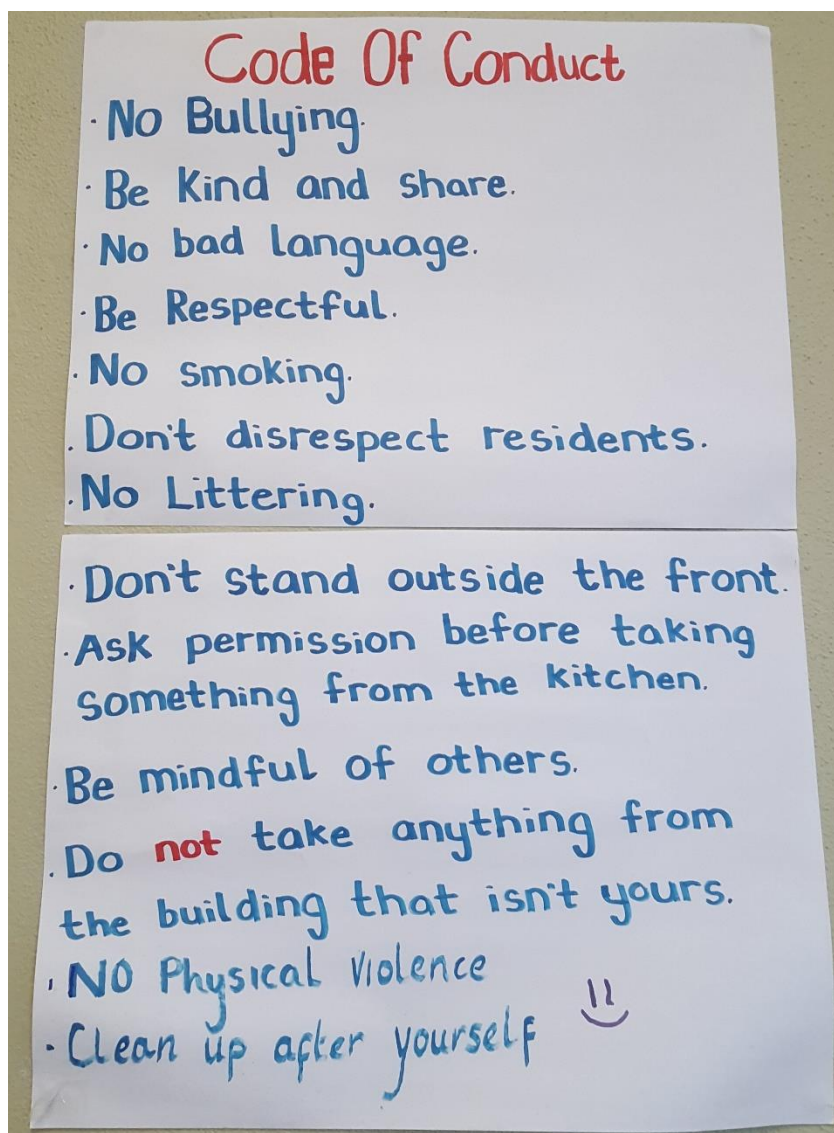 Code Of Conduct
· No Bullying.
· Be Kind and share.
· No bad language.
· Be Respectful.
· No smoking.
· Don't disrespect residents.
· No Littering.
· Don't stand outside the front.
· Ask permission before taking
something from the kitchen.
· Be mindful of others.
· Do not take anything from
the building that isn't yours.
· NO Physical Violence
· Clean up after yourself